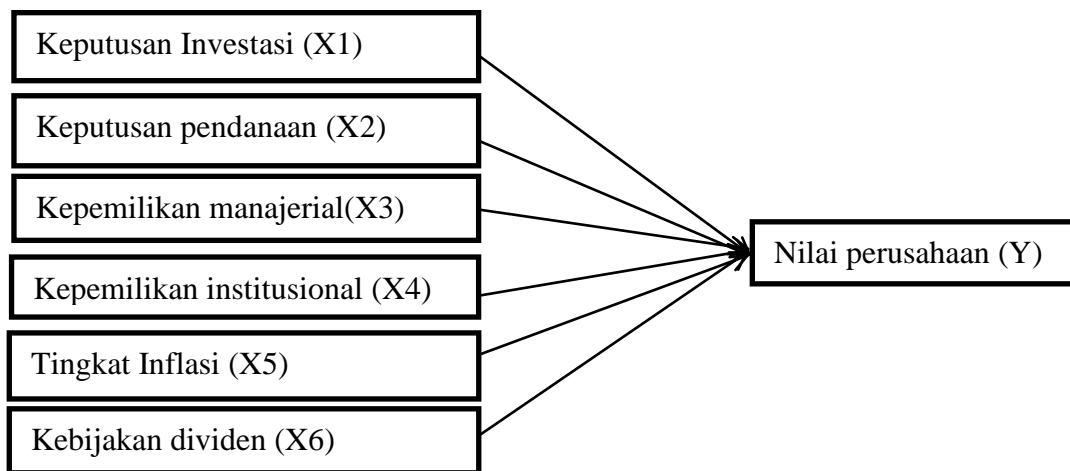 Keputusan Investasi (X1)
Keputusan pendanaan (X2)
Kepemilikan manajerial(X3)
Kepemilikan institusional (X4)
Tingkat Inflasi (X5)
Kebijakan dividen (X6)
Nilai perusahaan (Y)